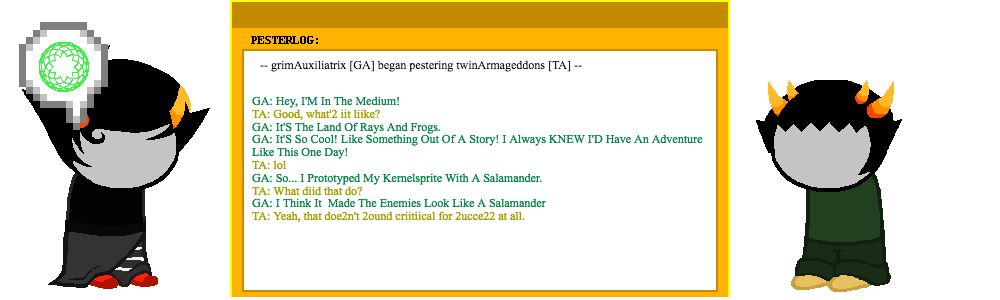 PESTERLOG:
-- grimAuxiliatrix [GA] began pestering twinArmageddons [TA] --
GA: Hey, I'M In The Medium!
TA: Good, what'2 iit liike?
GA: It'S The Land Of Rays And Frogs.
GA: It'S So Cool! Like Something Out Of A Story! I Always KNEW I'D Have An Adventure
Like This One Day!
TA: lol
GA: So... I Prototyped My Kernelsprite With A Salamander.
TA: What diid that do?
GA: I Think It  Made The Enemies Look Like A Salamander
TA: Yeah, that doe2n't 2ound criitiical for 2ucce22 at all.